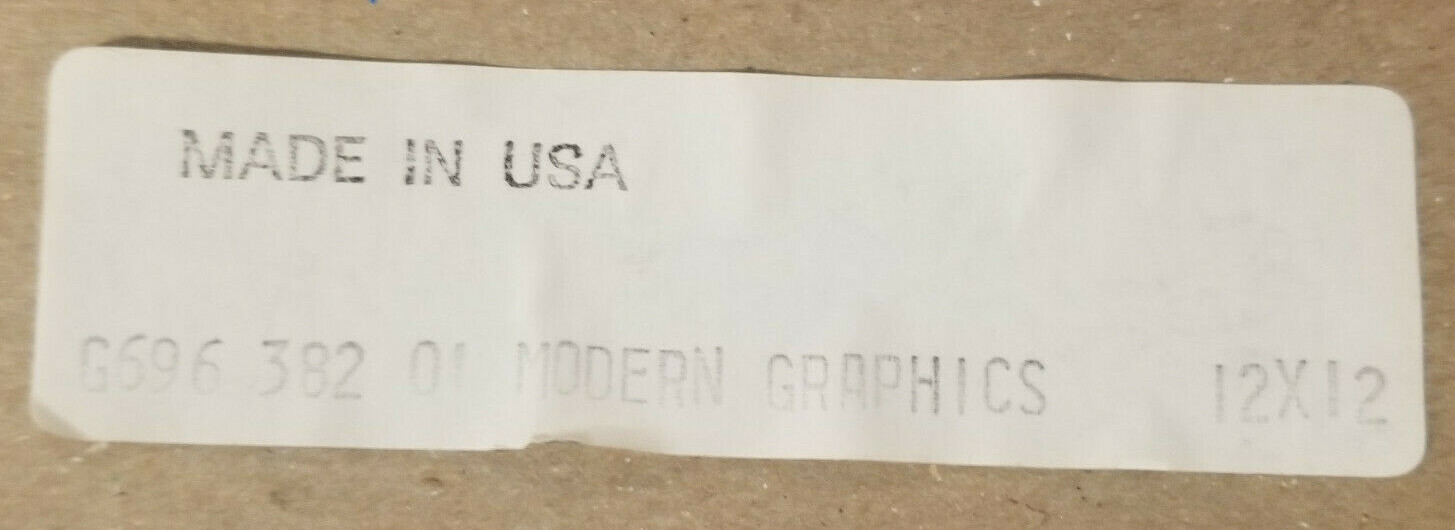 MADE IN USA
G696 382 01 MODERN GRAPHICS 12X12